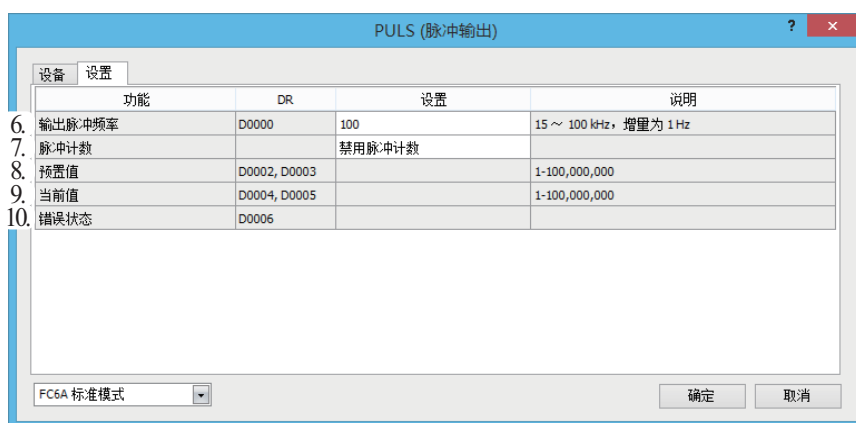 PULS (脉冲输出)
? ×
设备 设置
功能 DR 设置 说明
6. 输出脉冲频率 D0000 100 15 ~ 100 kHz，增量为 1 Hz
7. 脉冲计数 禁用脉冲计数
8. 预置值 D0002, D0003 1-100,000,000
9. 当前值 D0004, D0005 1-100,000,000
10. 错误状态 D0006
FC6A 标准模式 确定 取消